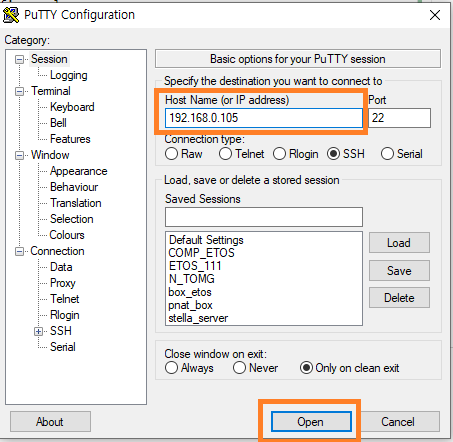 PuTTY Configuration
Category:
Session
Logging
Terminal
Keyboard
Bell
Features
Window
Appearance
Behaviour
Translation
Selection
Colours
Connection
Data
Proxy
Telnet
Rlogin
SSH
Serial
Basic options for your PuTTY session
Specify the destination you want to connect to
Host Name (or IP address) Port
192.168.0.105 22
Connection type:
Raw Telnet Rlogin SSH Serial
Load, save or delete a stored session
Saved Sessions
Default Settings
COMP_ETOS
ETOS_111
N_TOMG
box_etos
pnat_box
stella_server
Load
Save
Delete
Close window on exit:
Always Never Only on clean exit
About Open Cancel